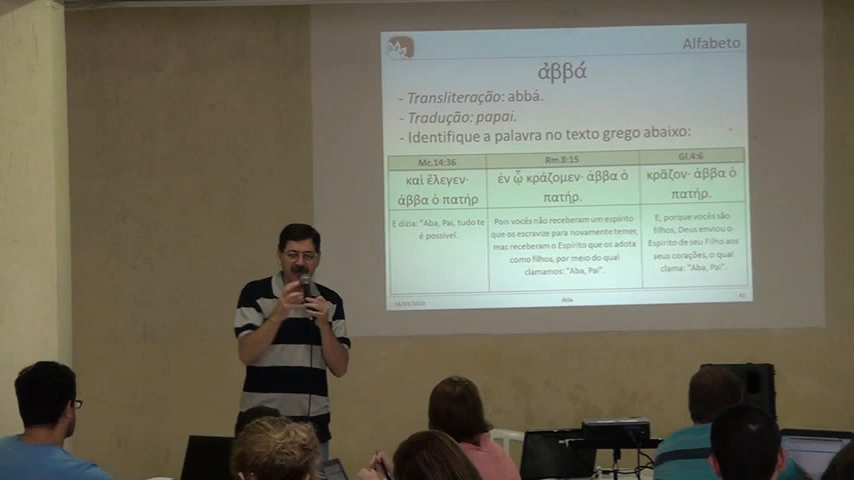 Alfabeto
ἀββά
- Transliteração: abbá.
- Tradução: papai.
- Identifique a palavra no texto grego abaixo:
Mc.14:36
καὶ ἔλεγεν·
ἀββα ὁ πατήρ
E dizia: "Aba, Pai, tudo te
é possível.
Rm.8:15
ἐν ᾧ κράζομεν· ἀββα ὁ
πατήρ.
Pois vocês não receberam um espírito
que os escravize para novamente temer,
mas receberam o Espírito que os adota
como filhos, por meio do qual
clamamos: "Aba, Pai".
Gl.4:6
κρᾶζον· ἀββα ὁ
πατήρ.
E, porque vocês são
filhos, Deus enviou o
Espírito de seu Filho aos
seus corações, o qual
clama: "Aba, Pai".